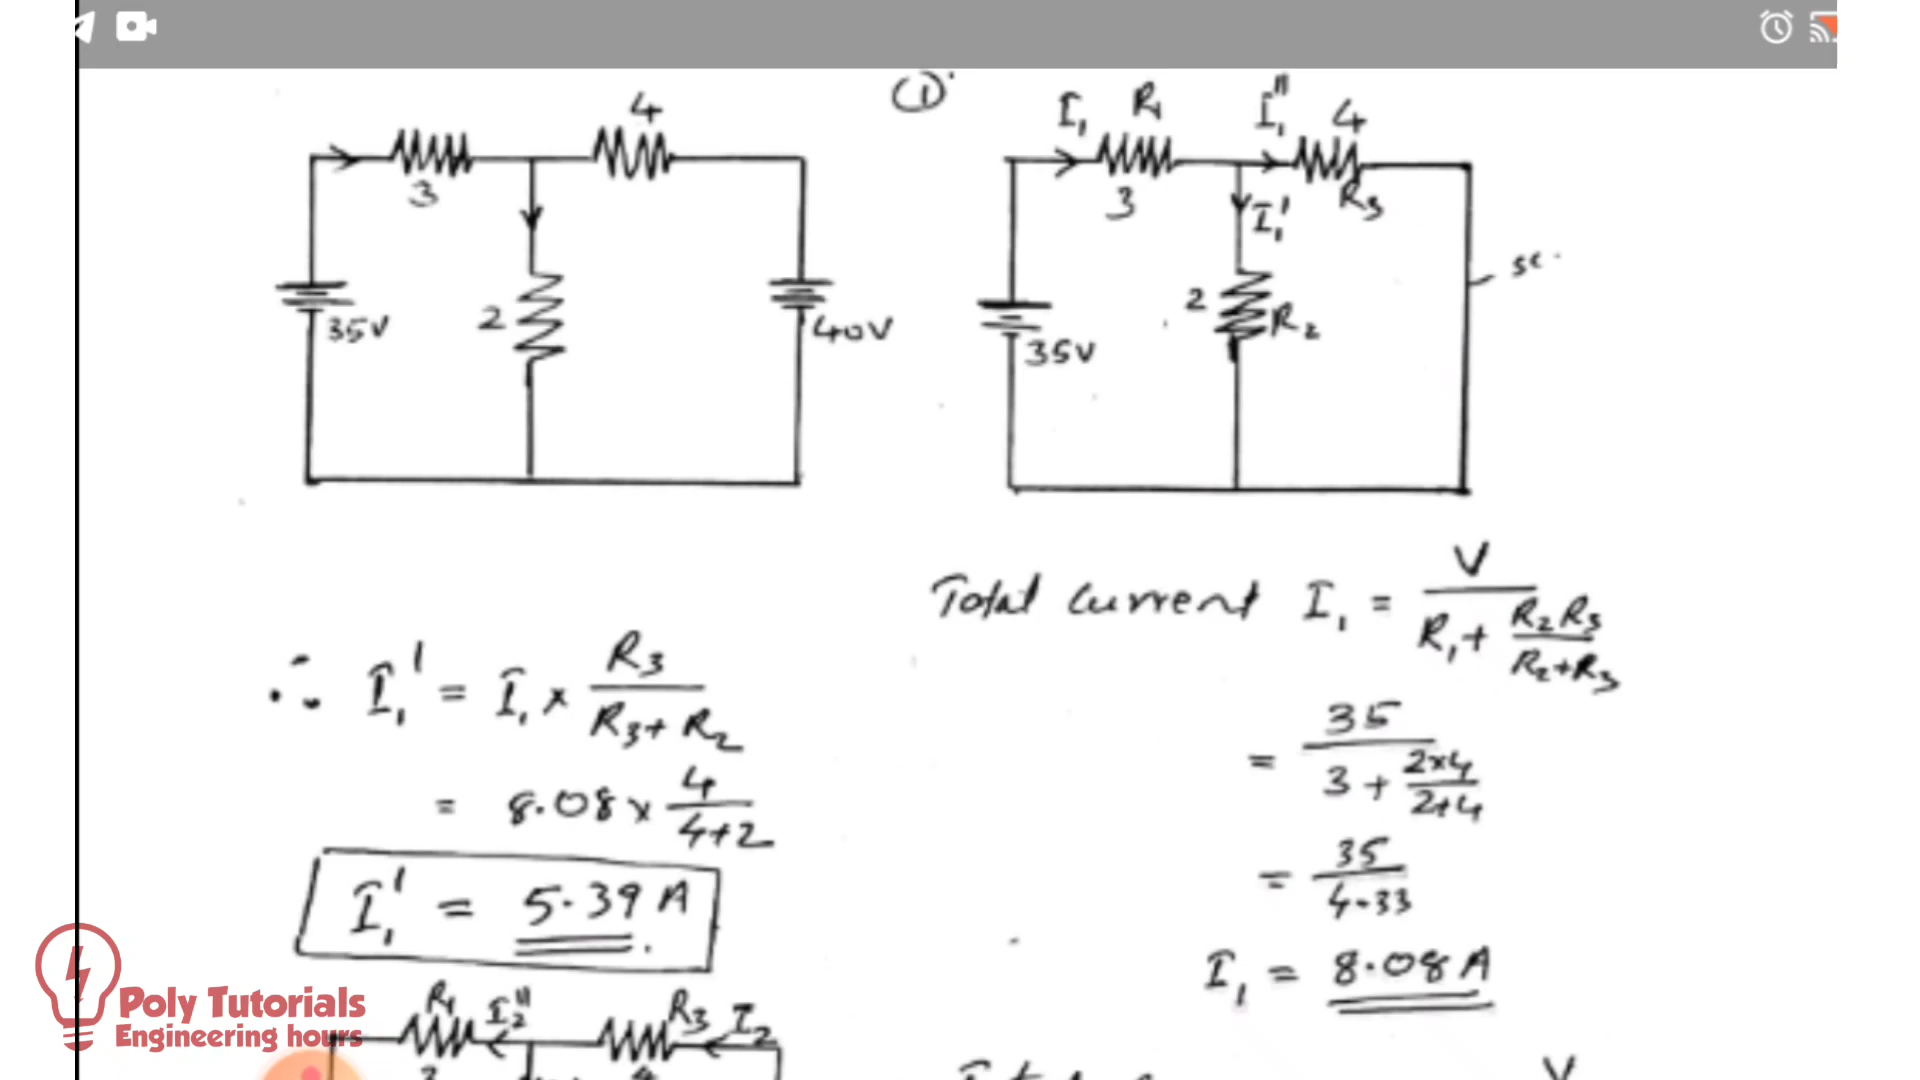 4
①
I₁ R₁ I₁" 4
3
3
R₃
I₁'
sc.
2
35V
2
40V
R₂
35V
Total current I₁ = V / (R₁ + R₂R₃ / (R₂+R₃))
∴ I₁' = I₁ × R₃ / (R₃+R₂)
= 35 / (3 + 2×4 / (2+4))
= 8.08 × 4 / (4+2)
= 35 / 4.33
I₁' = 5.39 A
I₁ = 8.08 A
R₁ I₂" R₃ I₂
Poly Tutorials
Engineering hours